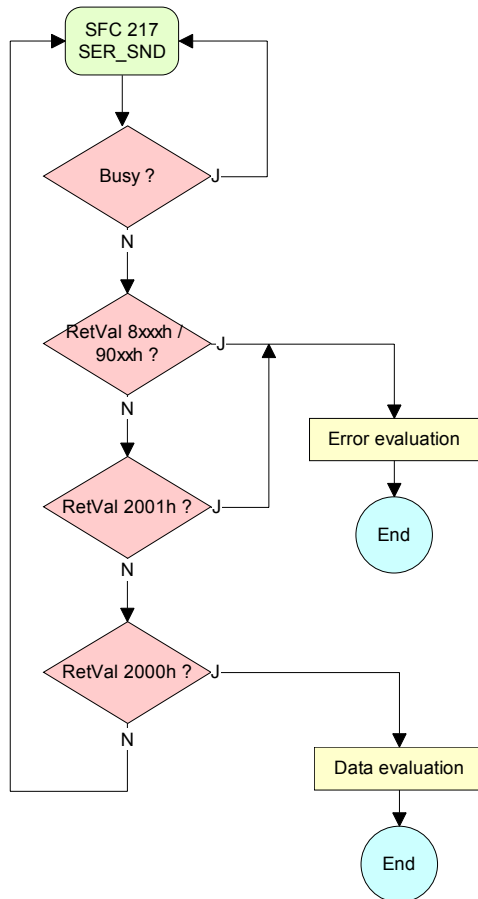 SFC 217
SER_SND
Busy ?
J
N
RetVal 8xxxh /
90xxh ?
J
N
Error evaluation
RetVal 2001h ?
J
End
N
RetVal 2000h ?
J
N
Data evaluation
End